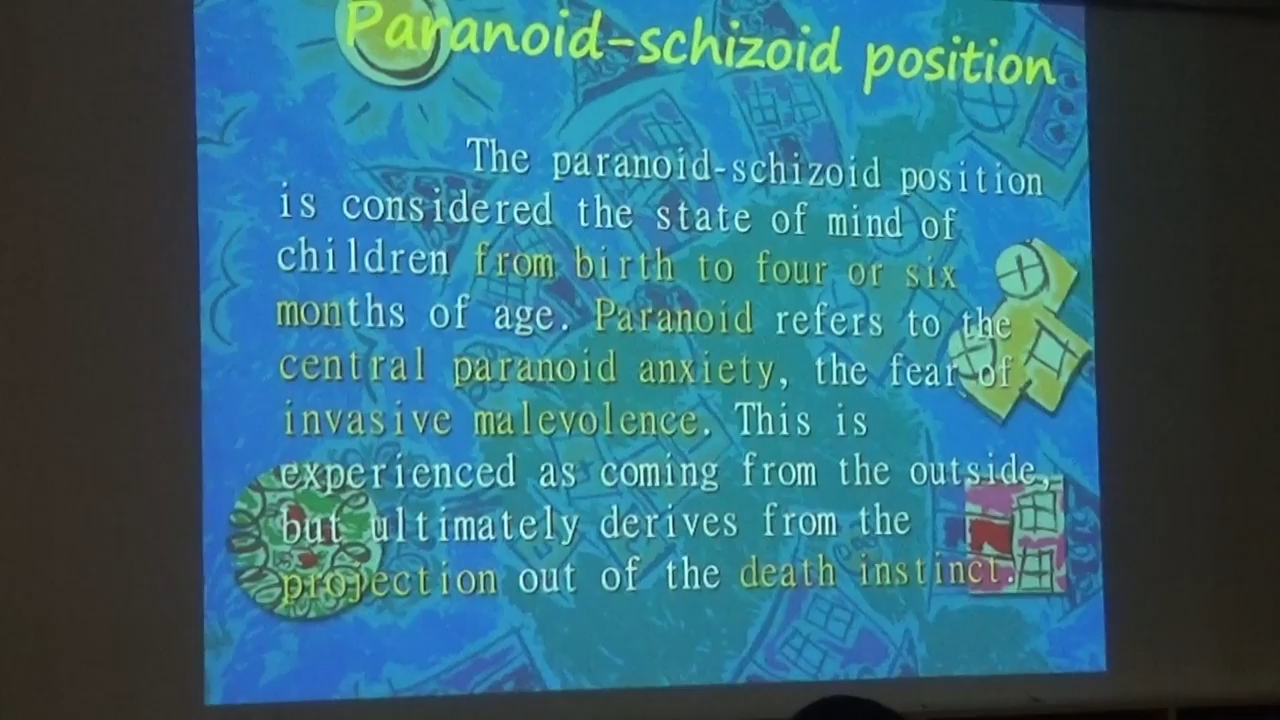 Paranoid-schizoid position
The paranoid-schizoid position
is considered the state of mind of
children from birth to four or six
months of age. Paranoid refers to the
central paranoid anxiety, the fear of
invasive malevolence. This is
experienced as coming from the outside,
but ultimately derives from the
projection out of the death instinct.